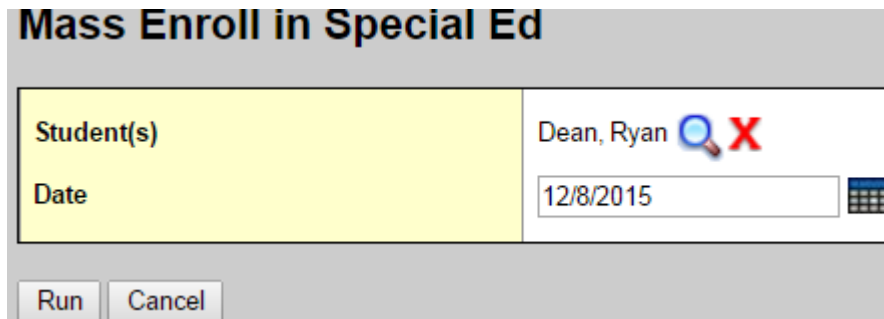 Mass Enroll in Special Ed
Student(s) Dean, Ryan
Date 12/8/2015
Run Cancel